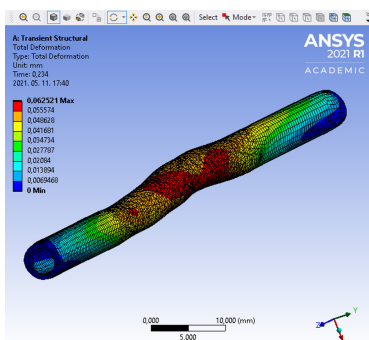 Select Mode
A: Transient Structural
Total Deformation
Type: Total Deformation
Unit: mm
Time: 0,234
2021. 05. 11. 17:40
0,062521 Max
0,055574
0,048628
0,041681
0,034734
0,027787
0,02084
0,013894
0,0069468
0 Min
ANSYS
2021 R1
ACADEMIC
0,000 10,000 (mm)
5,000
Y
Z